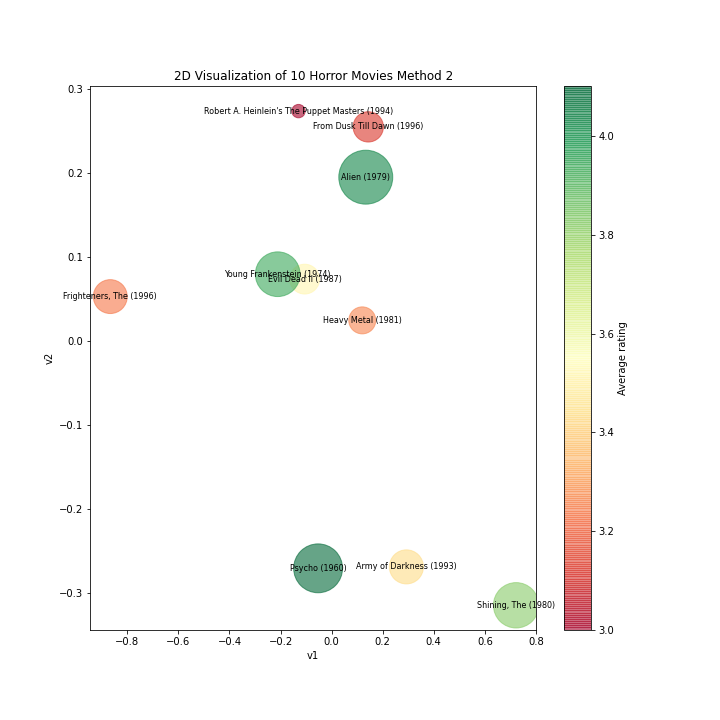 2D Visualization of 10 Horror Movies Method 2
0.3
0.2
0.1
0.0
−0.1
−0.2
−0.3
v2
Robert A. Heinlein's The Puppet Masters (1994)
From Dusk Till Dawn (1996)
Alien (1979)
Young Frankenstein (1974)
Evil Dead II (1987)
Frighteners, The (1996)
Heavy Metal (1981)
Psycho (1960)
Army of Darkness (1993)
Shining, The (1980)
−0.8 −0.6 −0.4 −0.2 0.0 0.2 0.4 0.6 0.8
v1
4.0
3.8
3.6
3.4
3.2
3.0
Average rating